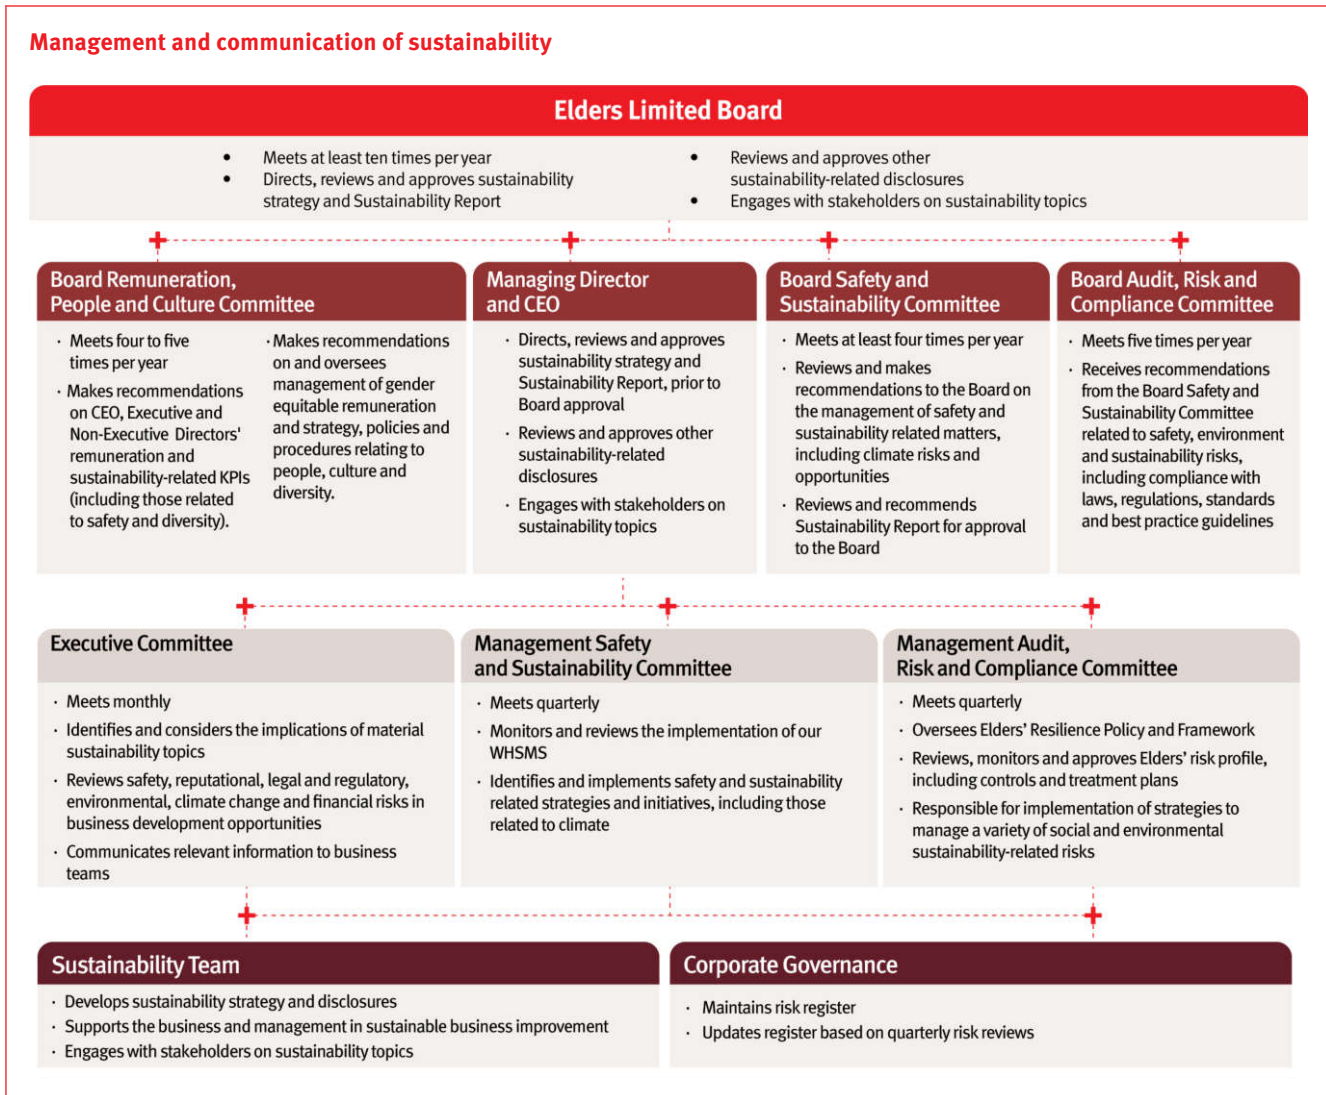 Management and communication of sustainability
Elders Limited Board
• Meets at least ten times per year
• Directs, reviews and approves sustainability
strategy and Sustainability Report
• Reviews and approves other
sustainability-related disclosures
• Engages with stakeholders on sustainability topics
Board Remuneration,
People and Culture Committee
· Meets four to five
times per year
· Makes recommendations
on CEO, Executive and
Non-Executive Directors'
remuneration and
sustainability-related KPIs
(including those related
to safety and diversity).
· Makes recommendations
on and oversees
management of gender
equitable remuneration
and strategy, policies and
procedures relating to
people, culture and
diversity.
Managing Director
and CEO
· Directs, reviews and approves
sustainability strategy and
Sustainability Report, prior to
Board approval
· Reviews and approves other
sustainability-related
disclosures
· Engages with stakeholders on
sustainability topics
Board Safety and
Sustainability Committee
· Meets at least four times per year
· Reviews and makes
recommendations to the Board on
the management of safety and
sustainability related matters,
including climate risks and
opportunities
· Reviews and recommends
Sustainability Report for approval
to the Board
Board Audit, Risk and
Compliance Committee
· Meets five times per year
· Receives recommendations
from the Board Safety and
Sustainability Committee
related to safety, environment
and sustainability risks,
including compliance with
laws, regulations, standards
and best practice guidelines
Executive Committee
· Meets monthly
· Identifies and considers the implications of material
sustainability topics
· Reviews safety, reputational, legal and regulatory,
environmental, climate change and financial risks in
business development opportunities
· Communicates relevant information to business
teams
Management Safety
and Sustainability Committee
· Meets quarterly
· Monitors and reviews the implementation of our
WHSMS
· Identifies and implements safety and sustainability
related strategies and initiatives, including those
related to climate
Management Audit,
Risk and Compliance Committee
· Meets quarterly
· Oversees Elders’ Resilience Policy and Framework
· Reviews, monitors and approves Elders’ risk profile,
including controls and treatment plans
· Responsible for implementation of strategies to
manage a variety of social and environmental
sustainability-related risks
Sustainability Team
· Develops sustainability strategy and disclosures
· Supports the business and management in sustainable business improvement
· Engages with stakeholders on sustainability topics
Corporate Governance
· Maintains risk register
· Updates register based on quarterly risk reviews